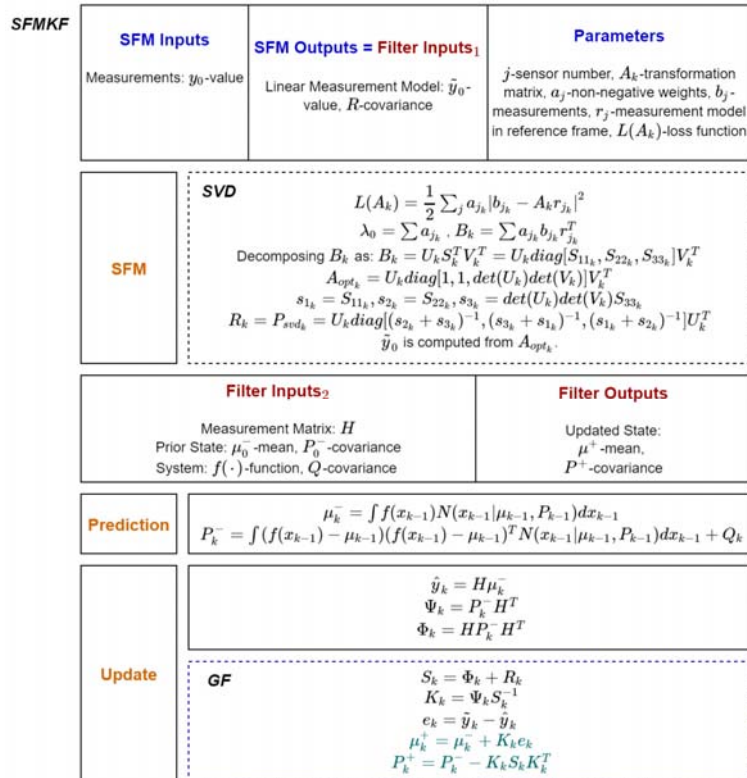 SFMKF
SFM Inputs
Measurements: y₀-value
SFM Outputs = Filter Inputs₁
Linear Measurement Model: ỹ₀-
value, R-covariance
Parameters
j-sensor number, A_k-transformation
matrix, a_j-non-negative weights, b_j-
measurements, r_j-measurement model
in reference frame, L(A_k)-loss function
SFM
SVD
L(A_k) = 1/2 ∑_j a_{j_k}|b_{j_k} − A_k r_{j_k}|²
λ₀ = ∑ a_{j_k} . B_k = ∑ a_{j_k} b_{j_k} r_{j_k}^T
Decomposing B_k as: B_k = U_k S_k^T V_k^T = U_k diag[S_{11_k}, S_{22_k}, S_{33_k}]V_k^T
A_{opt_k} = U_k diag[1, 1, det(U_k)det(V_k)]V_k^T
s_{1_k} = S_{11_k}, s_{2_k} = S_{22_k}, s_{3_k} = det(U_k)det(V_k)S_{33_k}
R_k = P_{svd_k} = U_k diag[(s_{2_k} + s_{3_k})^{−1}, (s_{3_k} + s_{1_k})^{−1}, (s_{1_k} + s_{2_k})^{−1}]U_k^T
ỹ₀ is computed from A_{opt_k}.
Filter Inputs₂
Measurement Matrix: H
Prior State: μ₀^−-mean, P₀^−-covariance
System: f(·)-function, Q-covariance
Filter Outputs
Updated State:
μ^+-mean,
P^+-covariance
Prediction
μ_k^− = ∫ f(x_{k−1})N(x_{k−1}|μ_{k−1}, P_{k−1})dx_{k−1}
P_k^− = ∫(f(x_{k−1}) − μ_{k−1})(f(x_{k−1}) − μ_{k−1})^T N(x_{k−1}|μ_{k−1}, P_{k−1})dx_{k−1} + Q_k
Update
ŷ_k = Hμ_k^−
Ψ_k = P_k^− H^T
Φ_k = HP_k^− H^T
GF
S_k = Φ_k + R_k
K_k = Ψ_k S_k^{−1}
e_k = ỹ_k − ŷ_k
μ_k^+ = μ_k^− + K_k e_k
P_k^+ = P_k^− − K_k S_k K_k^T